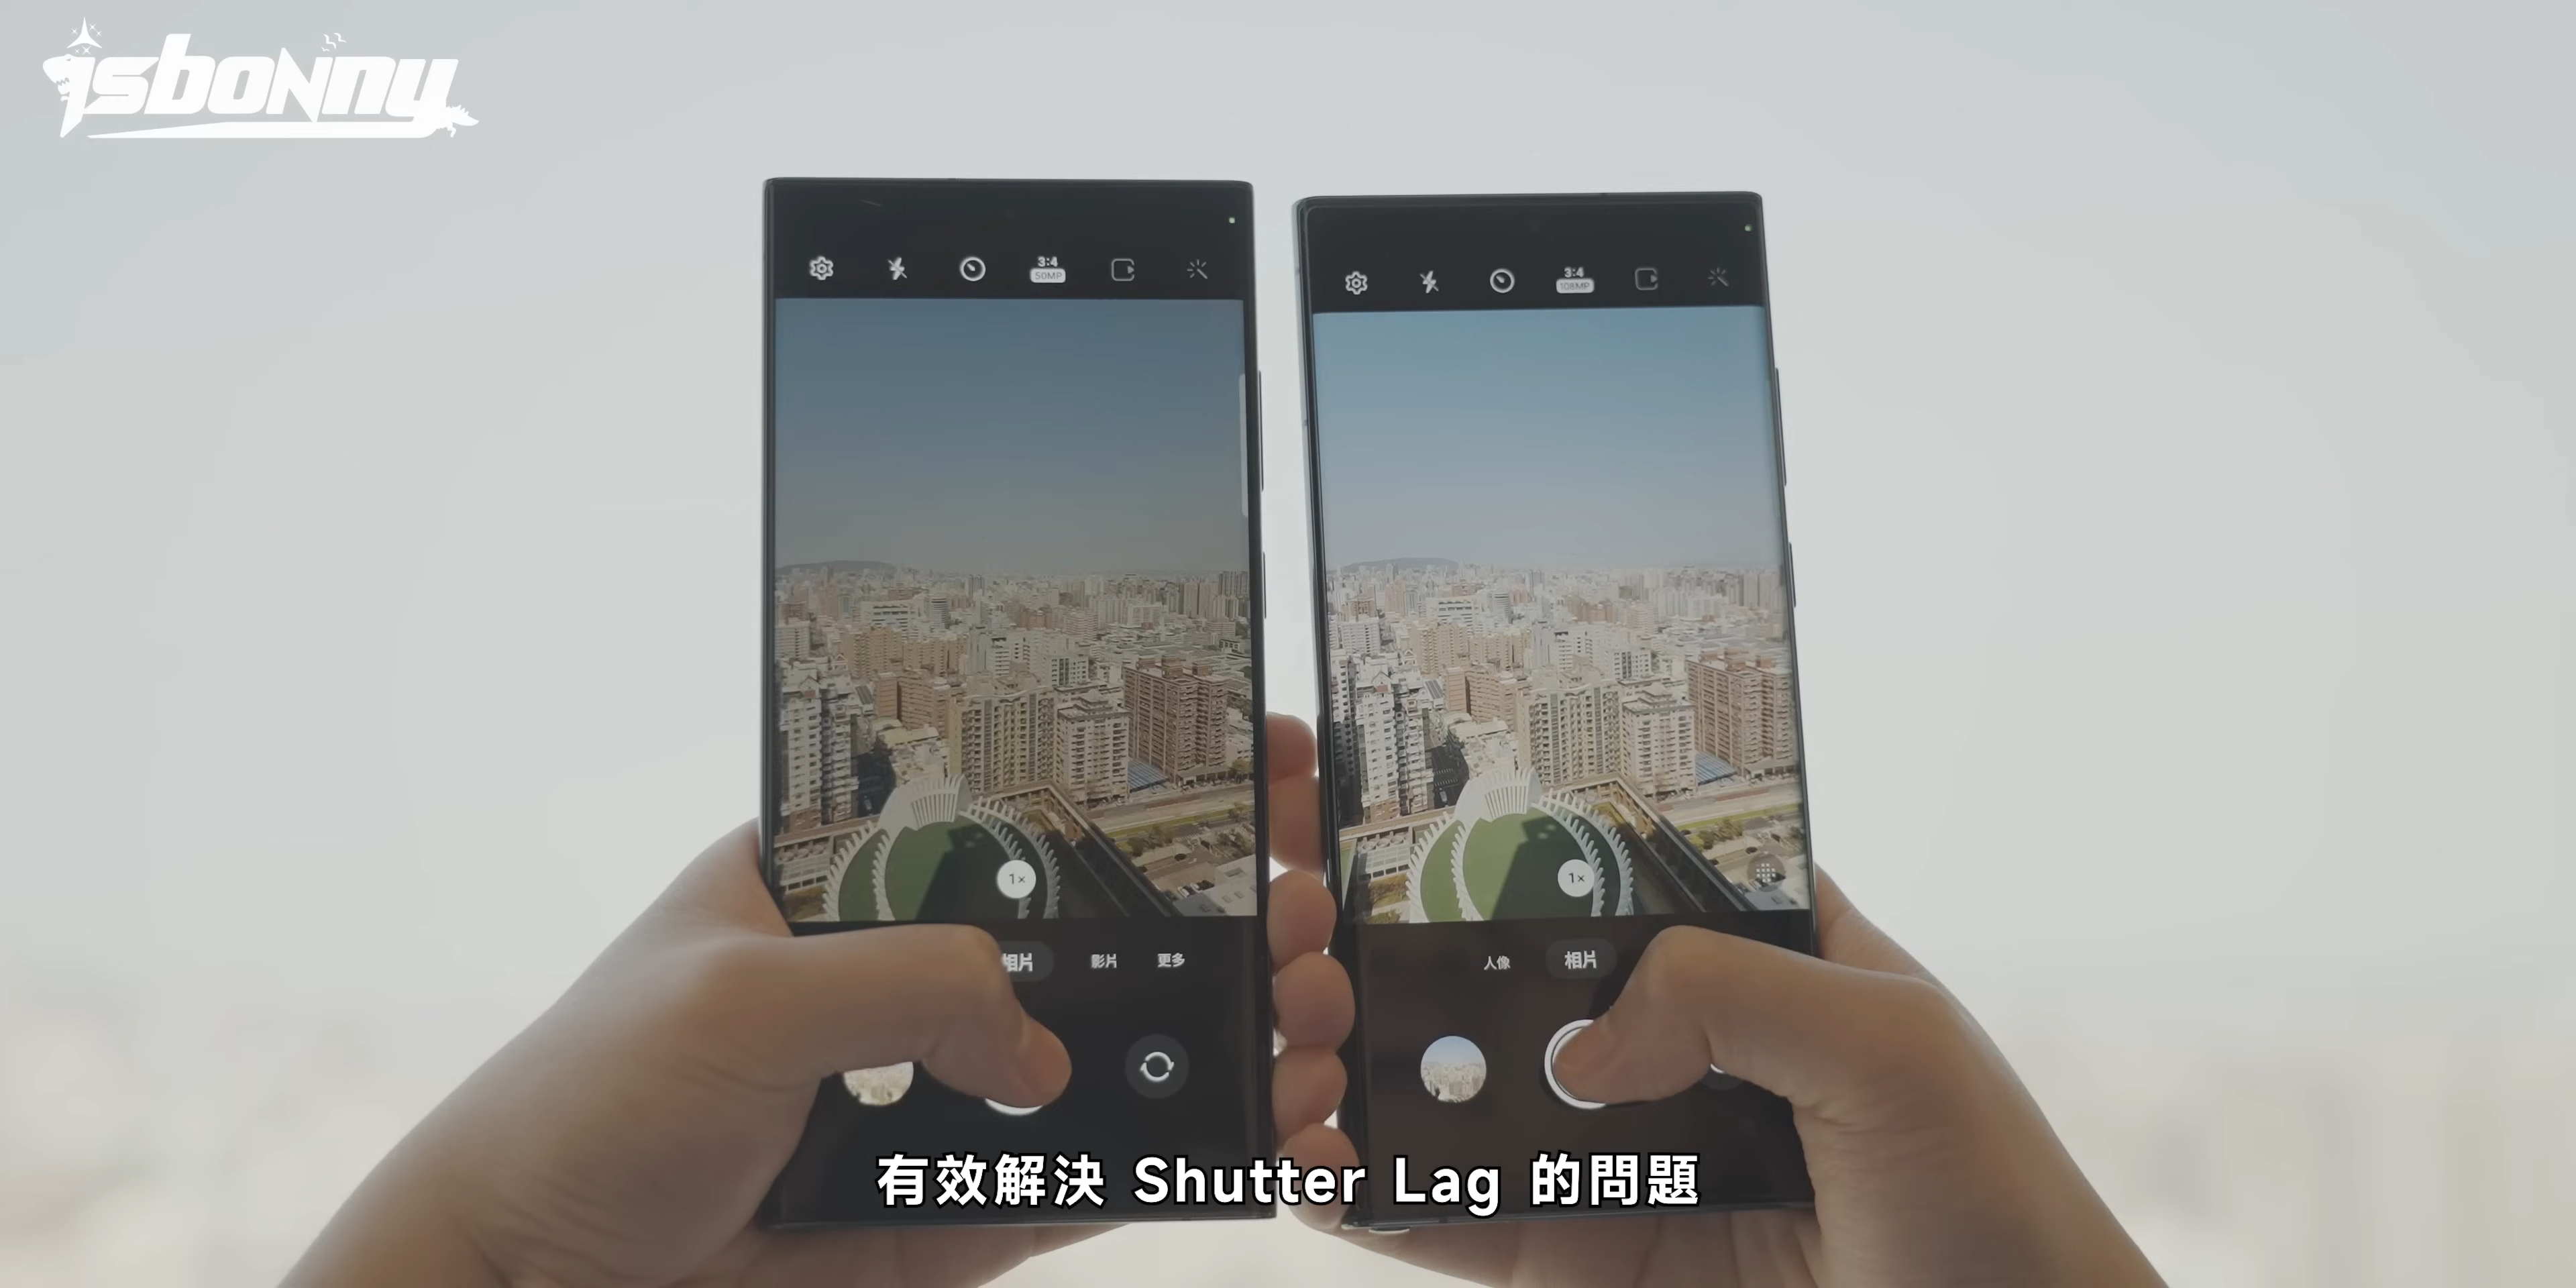 isbonny
3:4
50MP
3:4
108MP
1×
1×
相片
影片
更多
人像
相片
有效解決 Shutter Lag 的問題